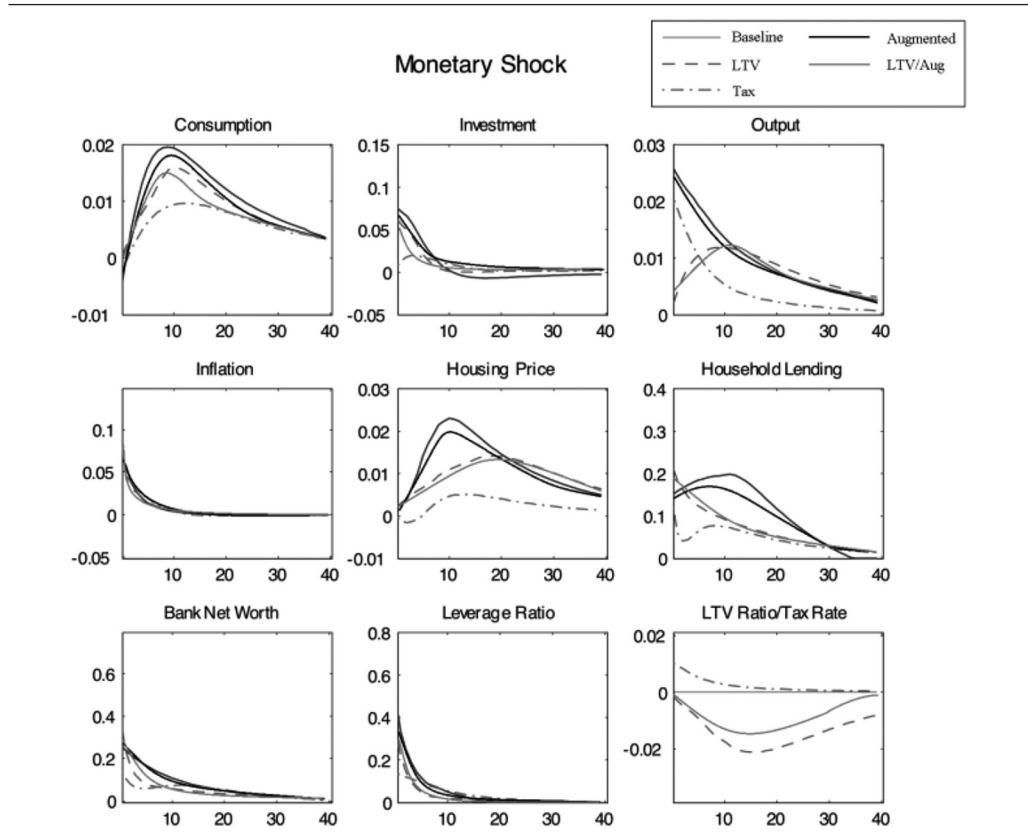 Baseline Augmented
LTV LTV/Aug
Tax
Monetary Shock
Consumption Investment Output
0.02 0.15 0.03
0.1 0.02
0.01
0.05
0 0.01
0
-0.01 -0.05 0
10 20 30 40 10 20 30 40 10 20 30 40
Inflation Housing Price Household Lending
0.03 0.4
0.1 0.02 0.3
0.05 0.01 0.2
0 0 0.1
-0.05 -0.01 0
10 20 30 40 10 20 30 40 10 20 30 40
Bank Net Worth Leverage Ratio LTV Ratio/Tax Rate
0.8 0.02
0.6 0.6
0
0.4 0.4
0.2 0.2 -0.02
0 0
10 20 30 40 10 20 30 40 10 20 30 40